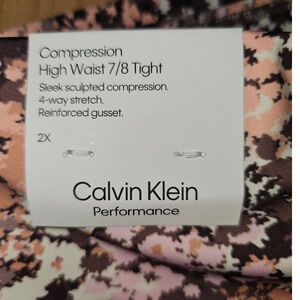 Compression
High Waist 7/8 Tight
Sleek sculpted compression.
4-way stretch.
Reinforced gusset.
2X
Calvin Klein
Performance